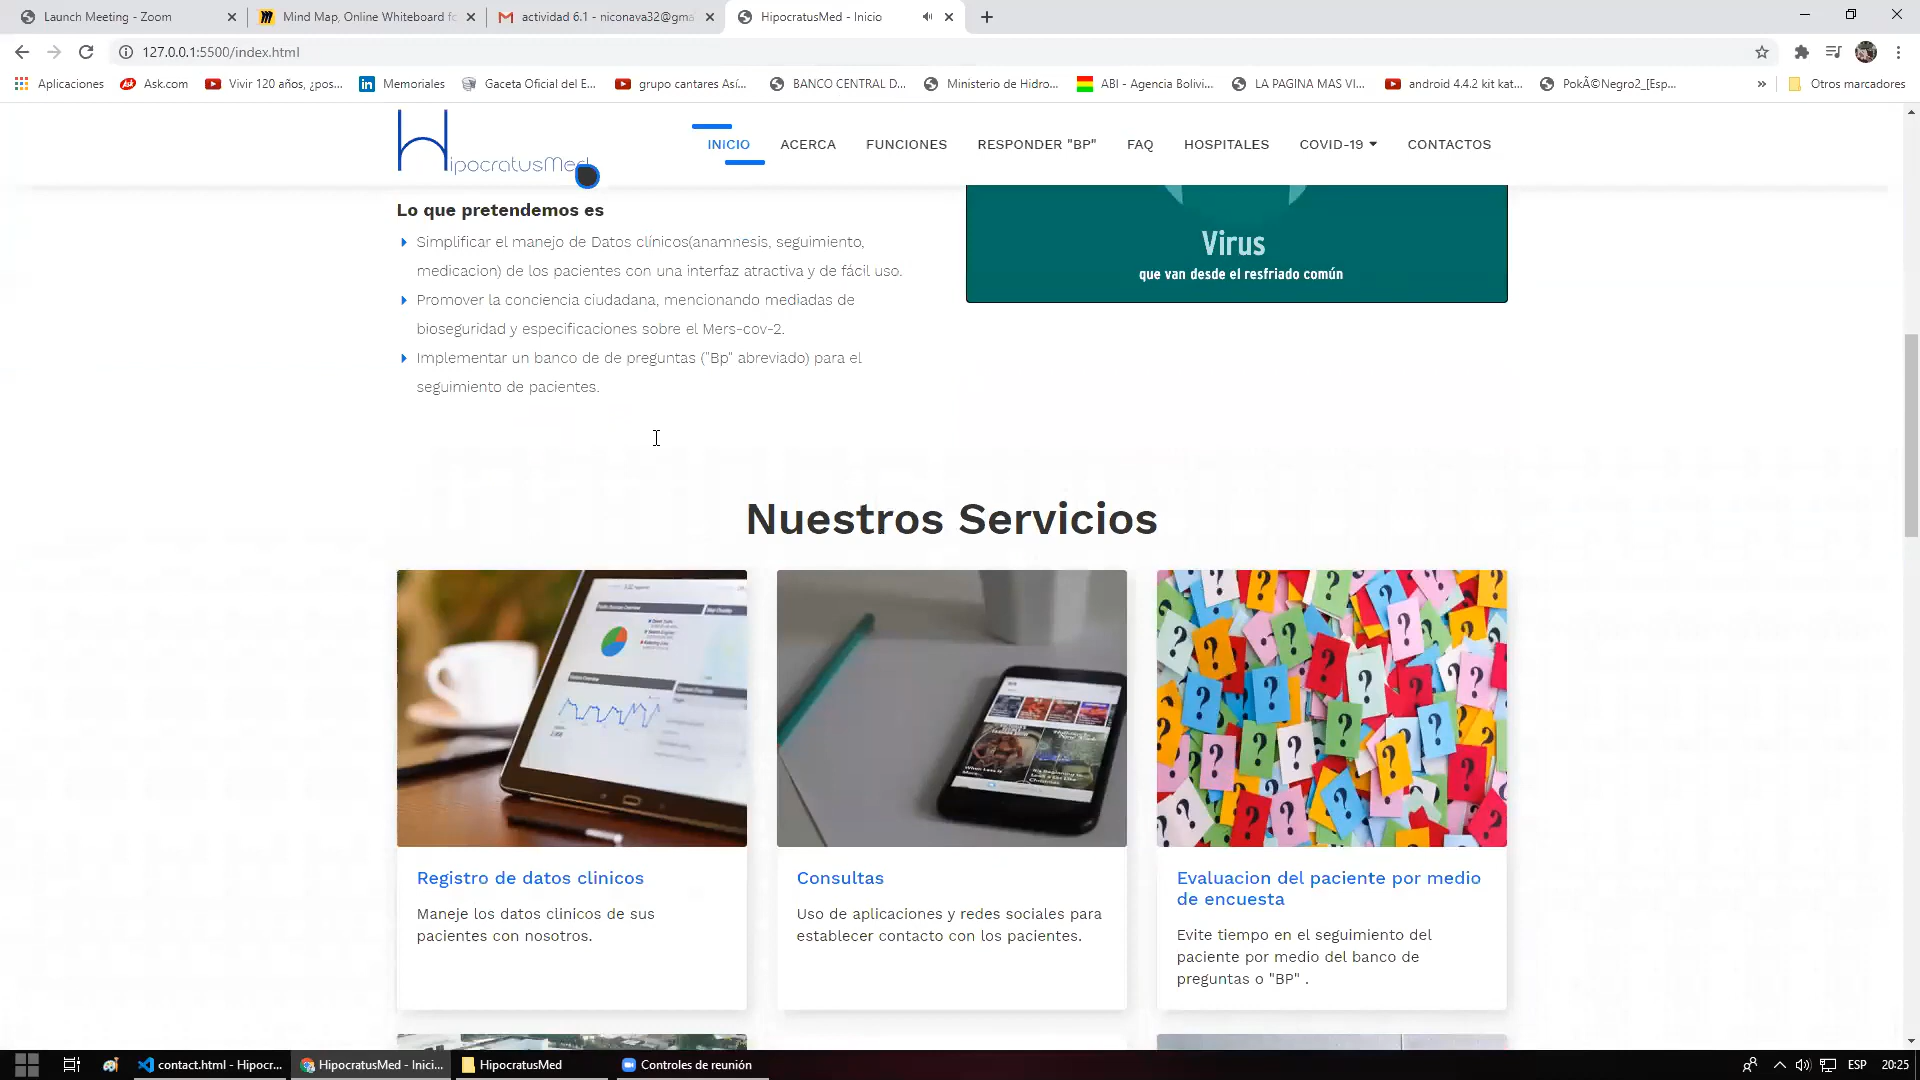 Launch Meeting - Zoom
Mind Map, Online Whiteboard fo
actividad 6.1 - niconava32@gma
HipocratusMed - Inicio
127.0.0.1:5500/index.html
Aplicaciones
Ask.com
Vivir 120 años, ¿pos...
Memoriales
Gaceta Oficial del E...
grupo cantares Así...
BANCO CENTRAL D...
Ministerio de Hidro...
ABI - Agencia Bolivi...
LA PAGINA MAS VI...
android 4.4.2 kit kat...
PokÃ©Negro2_[Esp...
»
Otros marcadores
HipocratusMed
INICIO
ACERCA
FUNCIONES
RESPONDER "BP"
FAQ
HOSPITALES
COVID-19
CONTACTOS
Lo que pretendemos es
Simplificar el manejo de Datos clínicos(anamnesis, seguimiento,
medicacion) de los pacientes con una interfaz atractiva y de fácil uso.
Promover la conciencia ciudadana, mencionando mediadas de
bioseguridad y especificaciones sobre el Mers-cov-2.
Implementar un banco de de preguntas ("Bp" abreviado) para el
seguimiento de pacientes.
Virus
que van desde el resfriado común
Nuestros Servicios
Registro de datos clinicos
Maneje los datos clinicos de sus
pacientes con nosotros.
Consultas
Uso de aplicaciones y redes sociales para
establecer contacto con los pacientes.
Evaluacion del paciente por medio
de encuesta
Evite tiempo en el seguimiento del
paciente por medio del banco de
preguntas o "BP" .
contact.html - Hipocr...
HipocratusMed - Inici...
HipocratusMed
Controles de reunión
ESP
20:25